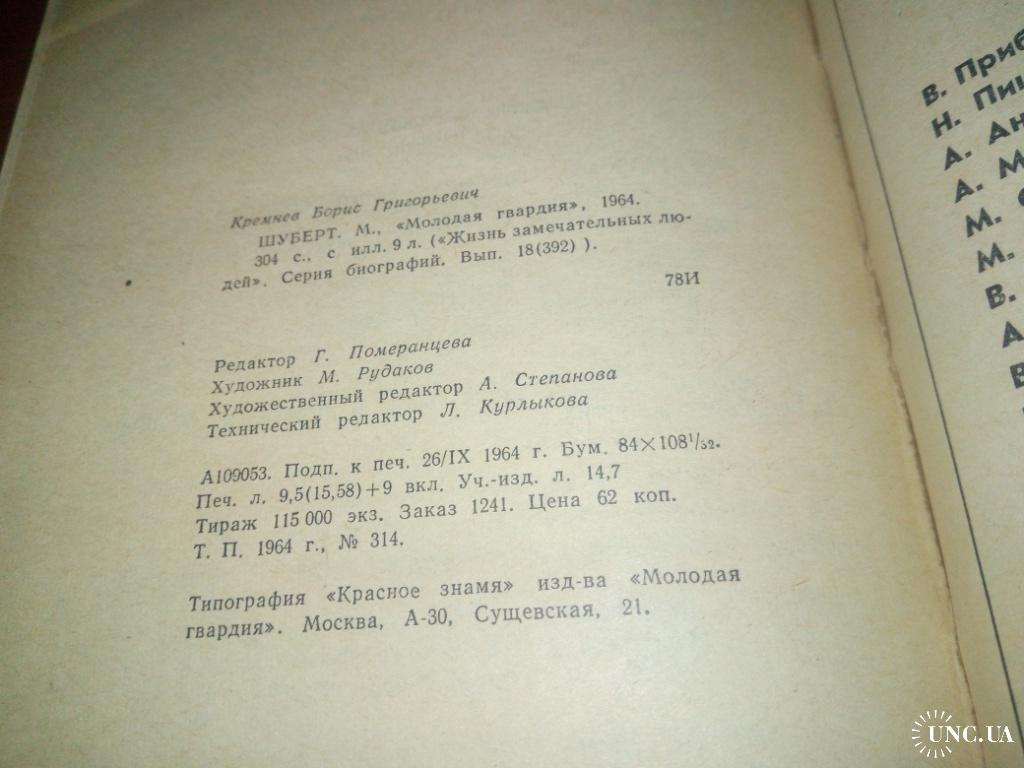 Кремнев Борис Григорьевич
ШУБЕРТ. М., «Молодая гвардия», 1964.
304 с., с илл. 9 л. («Жизнь замечательных лю-
дей». Серия биографий. Вып. 18(392) ).
78И
Редактор Г. Померанцева
Художник М. Рудаков
Художественный редактор А. Степанова
Технический редактор Л. Курлыкова
А109053. Подп. к печ. 26/IX 1964 г. Бум. 84×108¹/₃₂.
Печ. л. 9,5(15,58)+9 вкл. Уч.-изд. л. 14,7
Тираж 115 000 экз. Заказ 1241. Цена 62 коп.
Т. П. 1964 г., № 314.
Типография «Красное знамя» изд-ва «Молодая
гвардия». Москва, А-30, Сущевская, 21.
В.
Н.
А.
А.
М.
М.
В.
UNC.UA